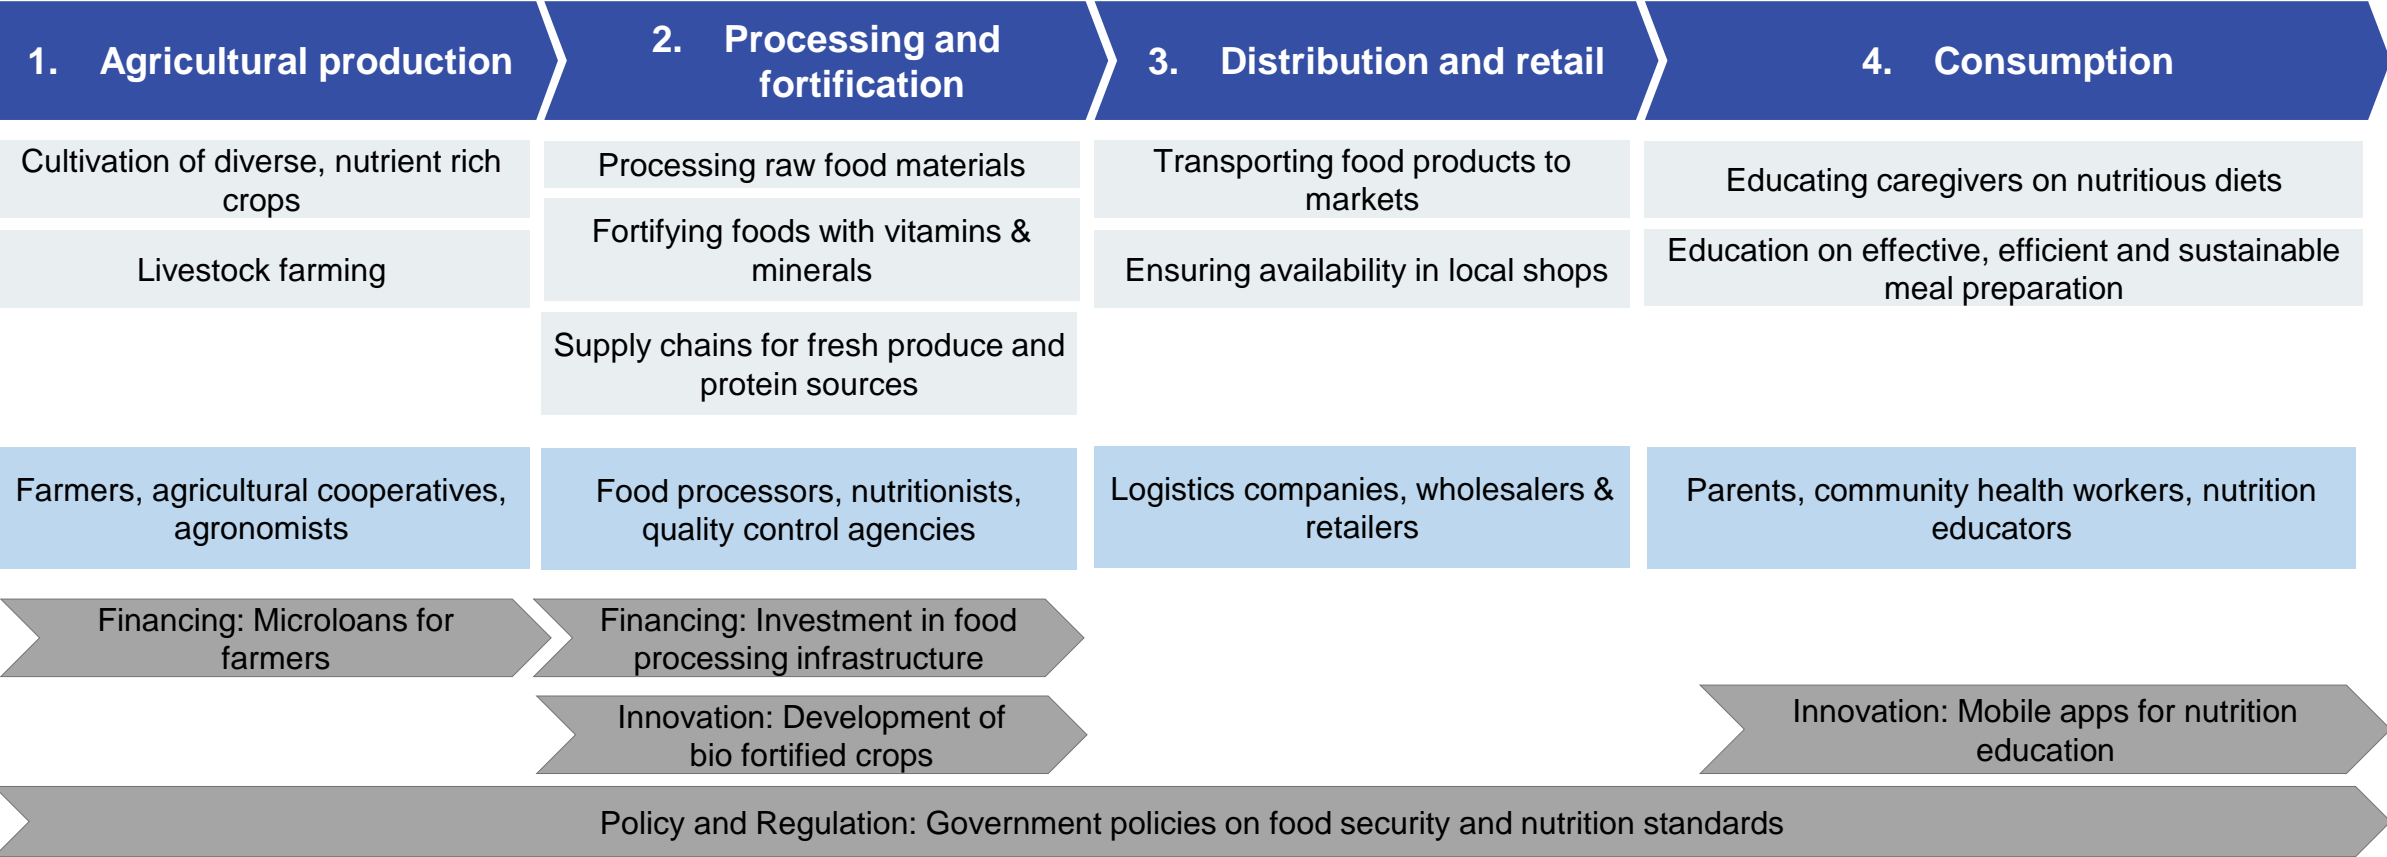 1. Agricultural production
2. Processing and
fortification
3. Distribution and retail
4. Consumption
Cultivation of diverse, nutrient rich
crops
Livestock farming
Processing raw food materials
Fortifying foods with vitamins &
minerals
Supply chains for fresh produce and
protein sources
Transporting food products to
markets
Ensuring availability in local shops
Educating caregivers on nutritious diets
Education on effective, efficient and sustainable
meal preparation
Farmers, agricultural cooperatives,
agronomists
Food processors, nutritionists,
quality control agencies
Logistics companies, wholesalers &
retailers
Parents, community health workers, nutrition
educators
Financing: Microloans for
farmers
Financing: Investment in food
processing infrastructure
Innovation: Development of
bio fortified crops
Innovation: Mobile apps for nutrition
education
Policy and Regulation: Government policies on food security and nutrition standards